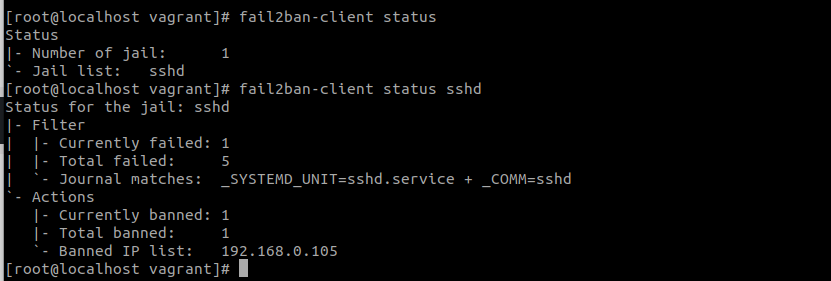 [root@localhost vagrant]# fail2ban-client status
Status
|- Number of jail:      1
`- Jail list:   sshd
[root@localhost vagrant]# fail2ban-client status sshd
Status for the jail: sshd
|- Filter
|  |- Currently failed: 1
|  |- Total failed:     5
|  `- Journal matches:  _SYSTEMD_UNIT=sshd.service + _COMM=sshd
`- Actions
   |- Currently banned: 1
   |- Total banned:     1
   `- Banned IP list:   192.168.0.105
[root@localhost vagrant]#